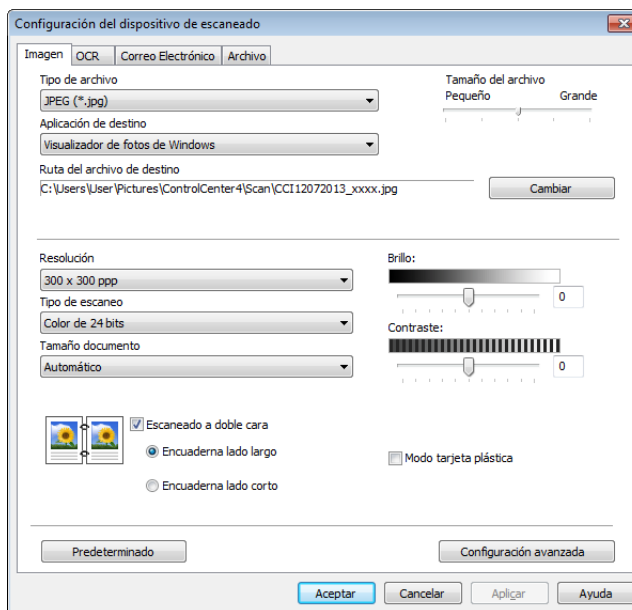 Configuración del dispositivo de escaneado
Imagen OCR Correo Electrónico Archivo
Tipo de archivo
JPEG (*.jpg)
Tamaño del archivo
Pequeño Grande
Aplicación de destino
Visualizador de fotos de Windows
Ruta del archivo de destino
C:\Users\User\Pictures\ControlCenter4\Scan\CCI12072013_xxxx.jpg
Cambiar
Resolución
300 x 300 ppp
Tipo de escaneo
Color de 24 bits
Tamaño documento
Automático
Brillo:
0
Contraste:
0
Escaneado a doble cara
Encuaderna lado largo
Encuaderna lado corto
Modo tarjeta plástica
Predeterminado
Configuración avanzada
Aceptar Cancelar Aplicar Ayuda